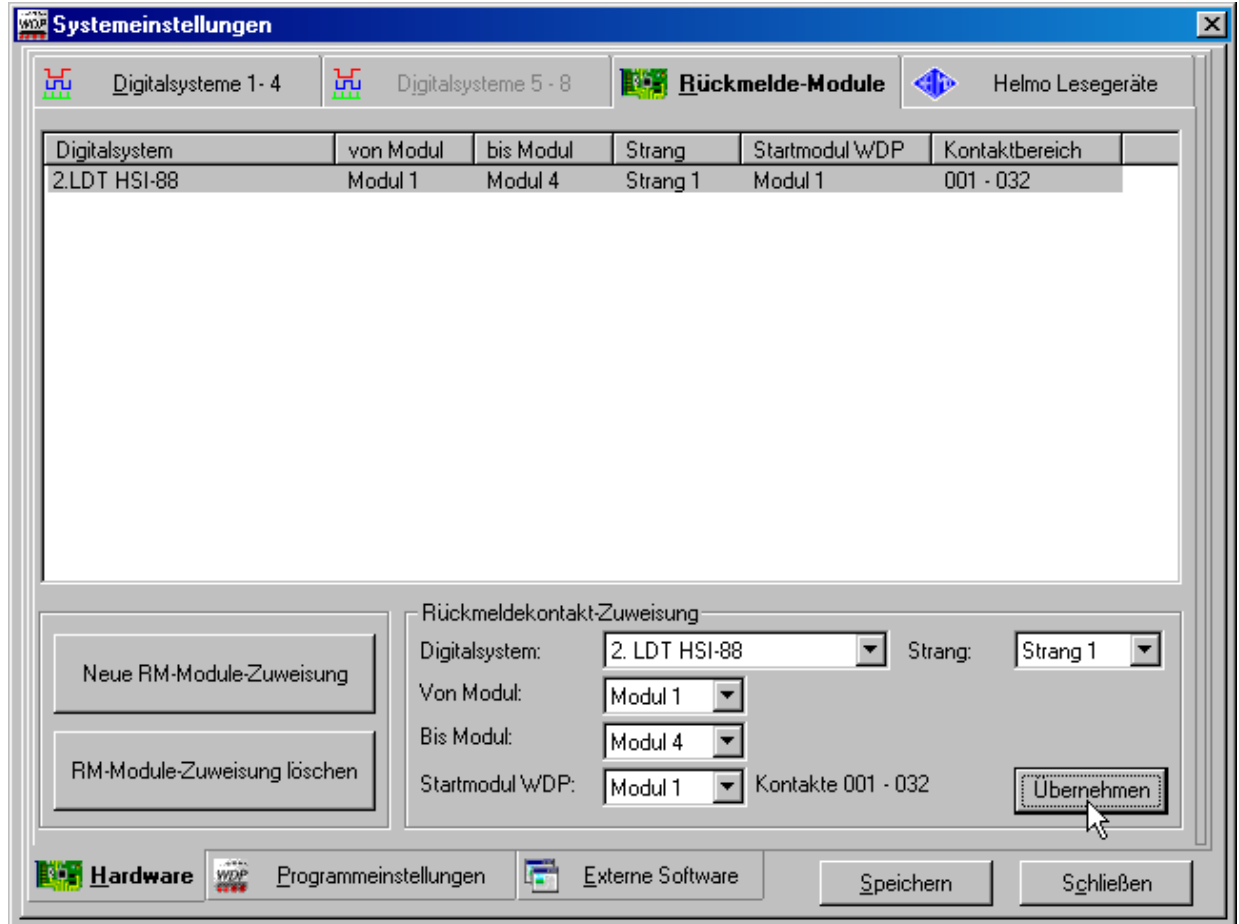 WDP Systemeinstellungen
Digitalsysteme 1- 4 Digitalsysteme 5 - 8 Rückmelde-Module Helmo Lesegeräte
Digitalsystem von Modul bis Modul Strang Startmodul WDP Kontaktbereich
2.LDT HSI-88 Modul 1 Modul 4 Strang 1 Modul 1 001 - 032
Neue RM-Module-Zuweisung
RM-Module-Zuweisung löschen
Rückmeldekontakt-Zuweisung
Digitalsystem: 2. LDT HSI-88 Strang: Strang 1
Von Modul: Modul 1
Bis Modul: Modul 4
Startmodul WDP: Modul 1 Kontakte 001 - 032
Übernehmen
Hardware WDP Programmeinstellungen Externe Software
Speichern Schließen